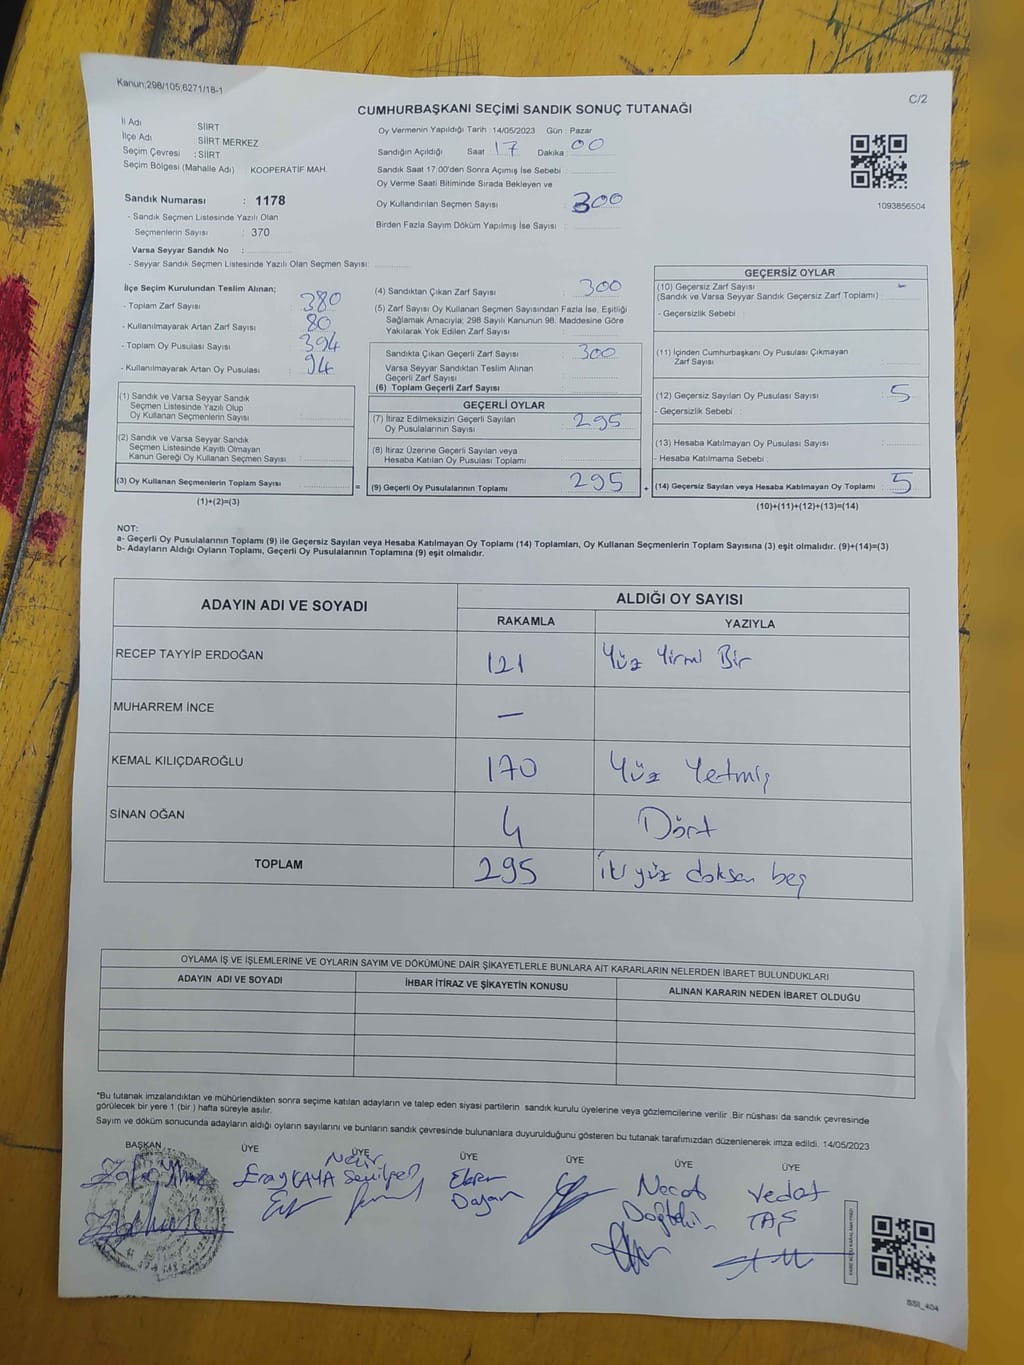 Kanun;298/105,6271/18-1
C/2
CUMHURBAŞKANI SEÇİMİ SANDIK SONUÇ TUTANAĞI
İl Adı SİİRT
İlçe Adı SİİRT MERKEZ
Seçim Çevresi : SİİRT
Seçim Bölgesi (Mahalle Adı) KOOPERATİF MAH.
Oy Vermenin Yapıldığı Tarih : 14/05/2023 Gün : Pazar
Sandığın Açıldığı Saat 17 Dakika 00
Sandık Saat 17:00'den Sonra Açımış İse Sebebi
Oy Verme Saati Bitiminde Sırada Bekleyen ve
Oy Kullandırılan Seçmen Sayısı 300
Birden Fazla Sayım Döküm Yapılmış İse Sayısı
1093856504
Sandık Numarası : 1178
- Sandık Seçmen Listesinde Yazılı Olan
Seçmenlerin Sayısı : 370
Varsa Seyyar Sandık No :
- Seyyar Sandık Seçmen Listesinde Yazılı Olan Seçmen Sayısı:
İlçe Seçim Kurulundan Teslim Alınan;
- Toplam Zarf Sayısı 380
- Kullanılmayarak Artan Zarf Sayısı 80
- Toplam Oy Pusulası Sayısı 394
- Kullanılmayarak Artan Oy Pusulası 94
(1) Sandık ve Varsa Seyyar Sandık
Seçmen Listesinde Yazılı Olup
Oy Kullanan Seçmenlerin Sayısı :
(2) Sandık ve Varsa Seyyar Sandık
Seçmen Listesinde Kayıtlı Olmayan
Kanun Gereği Oy Kullanan Seçmen Sayısı :
(3) Oy Kullanan Seçmenlerin Toplam Sayısı :
(1)+(2)=(3)
=
(4) Sandıktan Çıkan Zarf Sayısı 300
(5) Zarf Sayısı Oy Kullanan Seçmen Sayısından Fazla İse, Eşitliği
Sağlamak Amacıyla; 298 Sayılı Kanunun 98. Maddesine Göre
Yakılarak Yok Edilen Zarf Sayısı
Sandıkta Çıkan Geçerli Zarf Sayısı 300
Varsa Seyyar Sandıktan Teslim Alınan
Geçerli Zarf Sayısı
(6) Toplam Geçerli Zarf Sayısı
GEÇERLİ OYLAR
(7) İtiraz Edilmeksizin Geçerli Sayılan
Oy Pusulalarının Sayısı 295
(8) İtiraz Üzerine Geçerli Sayılan veya
Hesaba Katılan Oy Pusulası Toplamı
(9) Geçerli Oy Pusulalarının Toplamı 295
+
GEÇERSİZ OYLAR
(10) Geçersiz Zarf Sayısı -
(Sandık ve Varsa Seyyar Sandık Geçersiz Zarf Toplamı) :
- Geçersizlik Sebebi :
(11) İçinden Cumhurbaşkanı Oy Pusulası Çıkmayan
Zarf Sayısı
(12) Geçersiz Sayılan Oy Pusulası Sayısı : 5
- Geçersizlik Sebebi :
(13) Hesaba Katılmayan Oy Pusulası Sayısı :
- Hesaba Katılmama Sebebi :
(14) Geçersiz Sayılan veya Hesaba Katılmayan Oy Toplamı : 5
(10)+(11)+(12)+(13)=(14)
NOT:
a- Geçerli Oy Pusulalarının Toplamı (9) ile Geçersiz Sayılan veya Hesaba Katılmayan Oy Toplamı (14) Toplamları, Oy Kullanan Seçmenlerin Toplam Sayısına (3) eşit olmalıdır. (9)+(14)=(3)
b- Adayların Aldığı Oyların Toplamı, Geçerli Oy Pusulalarının Toplamına (9) eşit olmalıdır.
ADAYIN ADI VE SOYADI ALDIĞI OY SAYISI
RAKAMLA YAZIYLA
RECEP TAYYİP ERDOĞAN 121 Yüz Yirmi Bir
MUHARREM İNCE —
KEMAL KILIÇDAROĞLU 170 Yüz Yetmiş
SİNAN OĞAN 4 Dört
TOPLAM 295 İki yüz doksan beş
OYLAMA İŞ VE İŞLEMLERİNE VE OYLARIN SAYIM VE DÖKÜMÜNE DAİR ŞİKAYETLERLE BUNLARA AİT KARARLARIN NELERDEN İBARET BULUNDUKLARI
ADAYIN ADI VE SOYADI İHBAR İTİRAZ VE ŞİKAYETİN KONUSU ALINAN KARARIN NEDEN İBARET OLDUĞU
*Bu tutanak imzalandıktan ve mühürlendikten sonra seçime katılan adayların ve talep eden siyasi partilerin sandık kurulu üyelerine veya gözlemcilerine verilir .Bir nüshası da sandık çevresinde
görülecek bir yere 1 (bir ) hafta süreyle asılır.
Sayım ve döküm sonucunda adayların aldığı oyların sayılarını ve bunların sandık çevresinde bulunanlara duyurulduğunu gösteren bu tutanak tarafımızdan düzenlenerek imza edildi. 14/05/2023
BAŞKAN ÜYE ÜYE ÜYE ÜYE ÜYE ÜYE
Eray KAYA
Ekrem
Doğan
Necat
Vedat
TAŞ
BSI_404